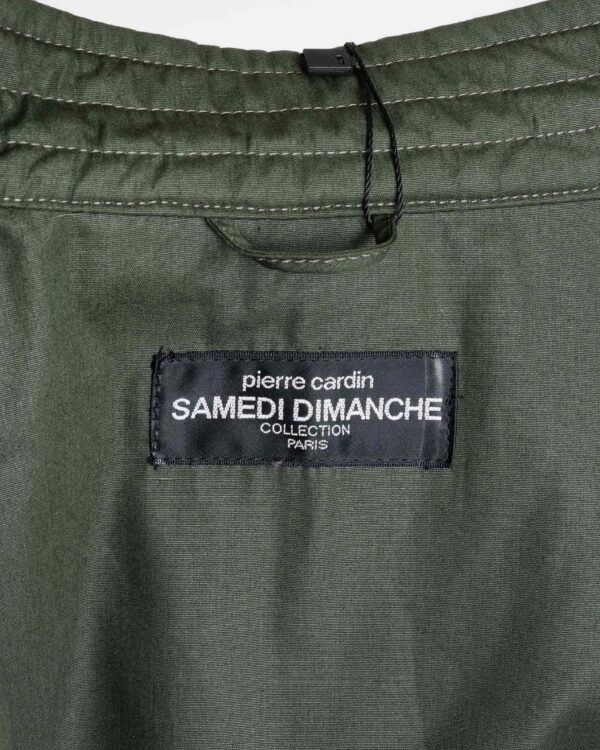 pierre cardin
SAMEDI DIMANCHE
COLLECTION
PARIS